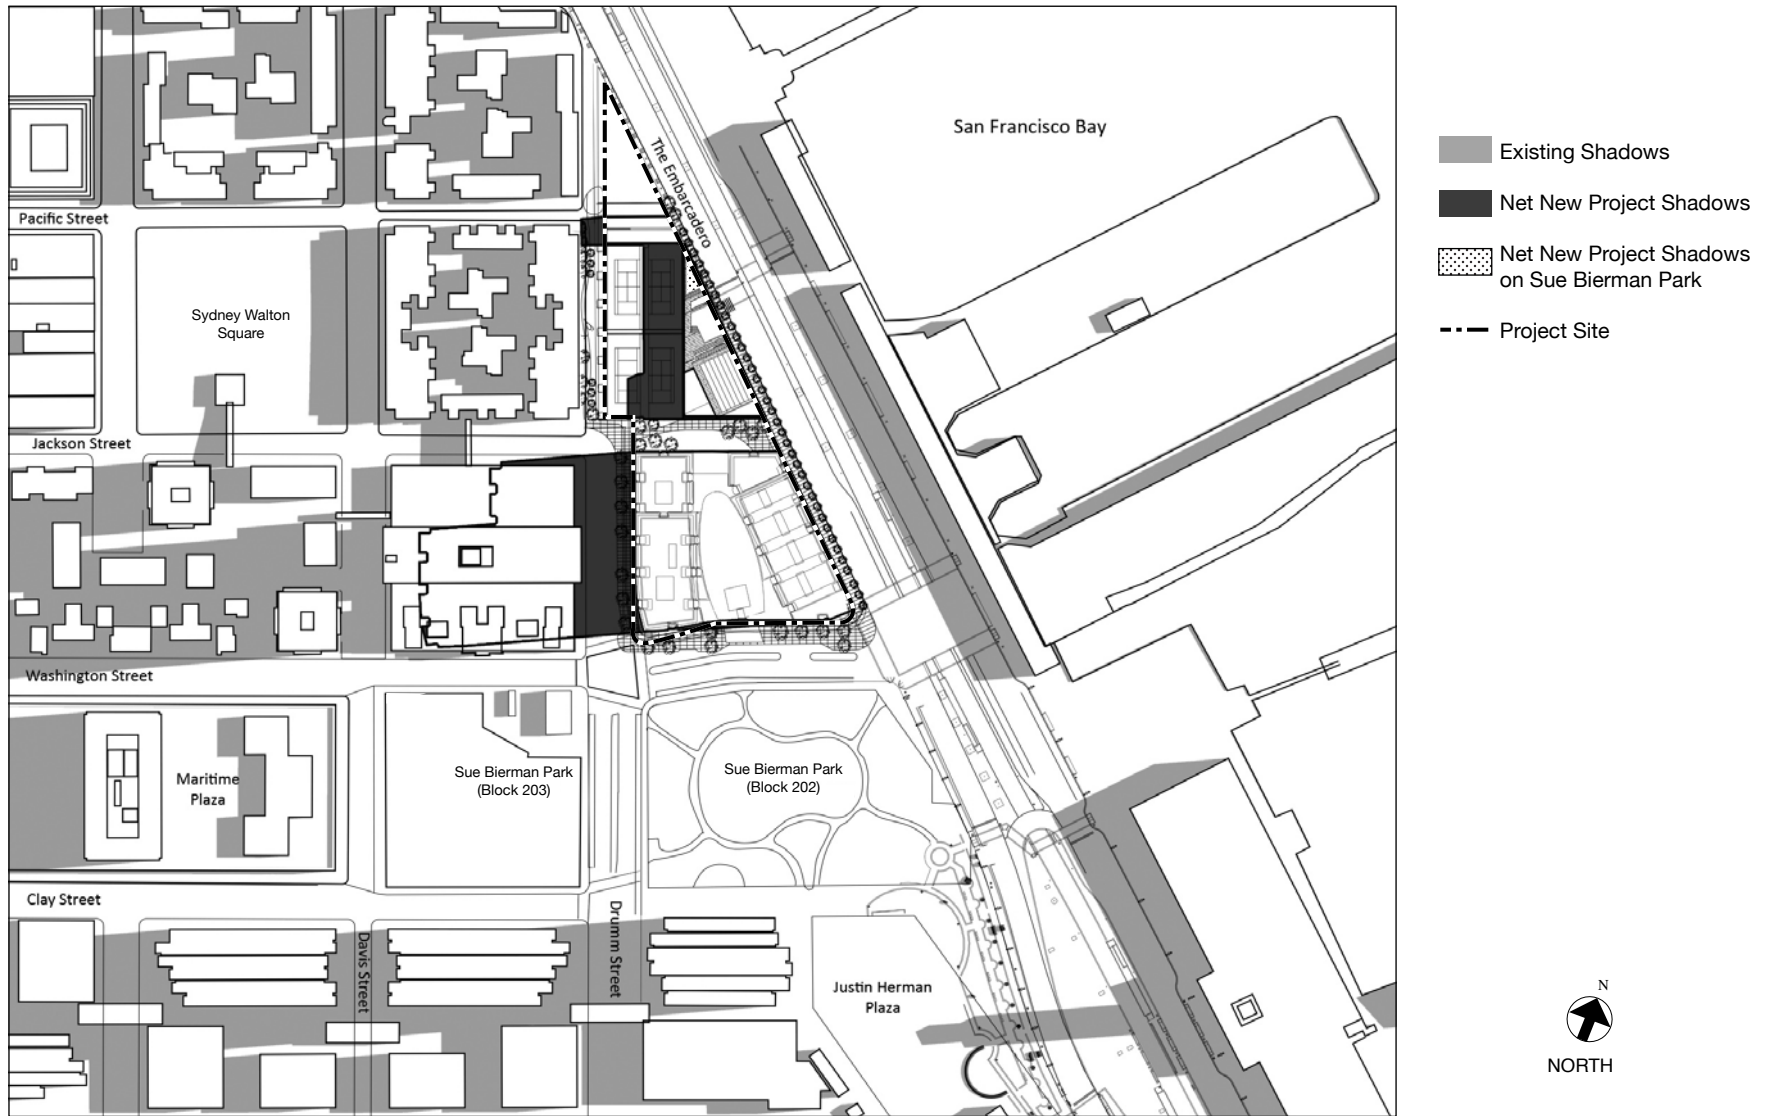 San Francisco Bay
The Embarcadero
Pacific Street
Sydney Walton
Square
Jackson Street
Washington Street
Maritime
Plaza
Sue Bierman Park
(Block 203)
Sue Bierman Park
(Block 202)
Clay Street
Davis Street
Drumm Street
Justin Herman
Plaza
Existing Shadows
Net New Project Shadows
Net New Project Shadows
on Sue Bierman Park
Project Site
N
NORTH